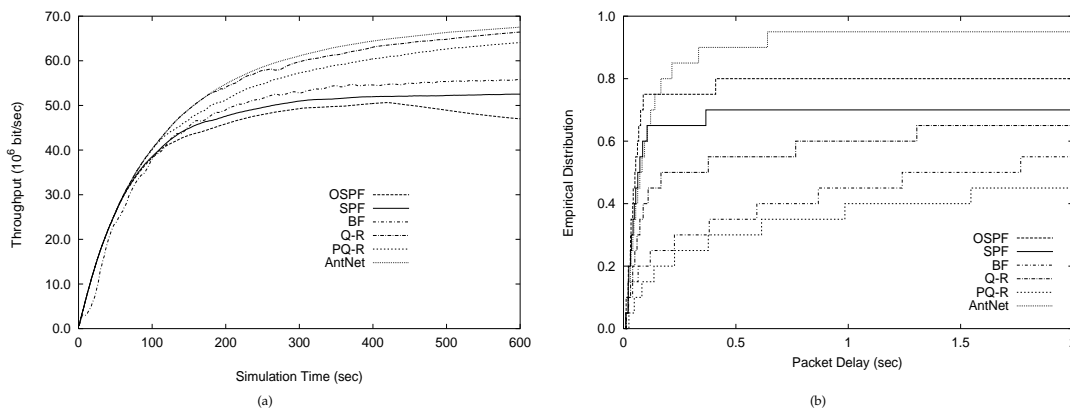 70.0
60.0
50.0
40.0
30.0
20.0
10.0
0.0
0 100 200 300 400 500 600
Throughput (10^6 bit/sec)
Simulation Time (sec)
OSPF
SPF
BF
Q-R
PQ-R
AntNet
(a)
1.0
0.8
0.6
0.4
0.2
0.0
0 0.5 1 1.5 2
Empirical Distribution
Packet Delay (sec)
OSPF
SPF
BF
Q-R
PQ-R
AntNet
(b)